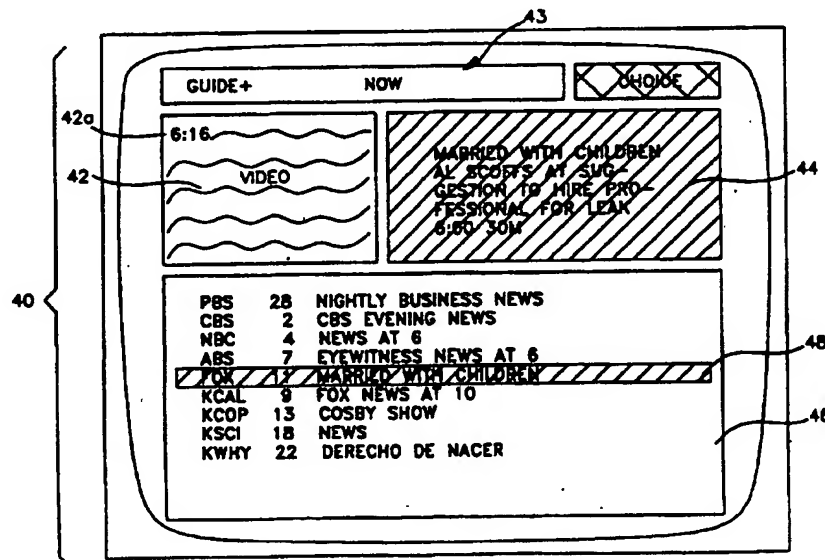 43
GUIDE+ NOW CHOICE
42a
6:16
42
VIDEO
MARRIED WITH CHILDREN
AL SCOFFS AT SUG-
GESTION TO HIRE PRO-
FESSIONAL FOR LEAK
6:00 30M
44
40
PBS 28 NIGHTLY BUSINESS NEWS
CBS 2 CBS EVENING NEWS
NBC 4 NEWS AT 6
ABS 7 EYEWITNESS NEWS AT 6
FOX 11 MARRIED WITH CHILDREN
48
KCAL 9 FOX NEWS AT 10
KCOP 13 COSBY SHOW
46
KSCI 18 NEWS
KWHY 22 DERECHO DE NACER